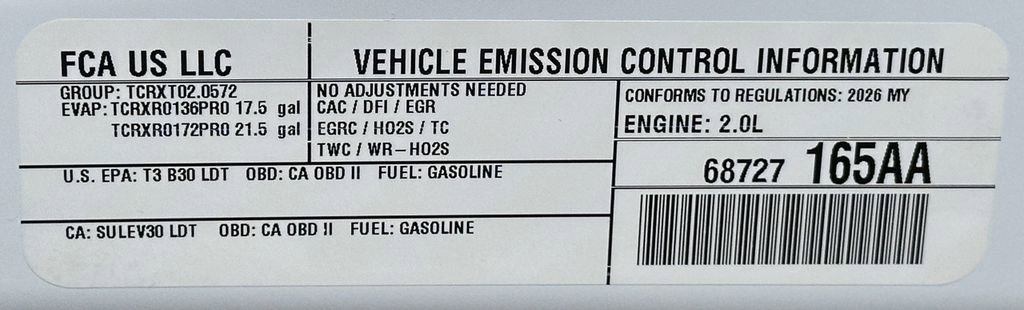 FCA US LLC
VEHICLE EMISSION CONTROL INFORMATION
GROUP: TCRXT02.0572
EVAP: TCRXR0136PR0 17.5 gal
TCRXR0172PR0 21.5 gal
NO ADJUSTMENTS NEEDED
CAC / DFI / EGR
EGRC / HO2S / TC
TWC / WR-HO2S
CONFORMS TO REGULATIONS: 2026 MY
ENGINE: 2.0L
68727 165AA
U.S. EPA: T3 B30 LDT OBD: CA OBD II FUEL: GASOLINE
CA: SULEV30 LDT OBD: CA OBD II FUEL: GASOLINE